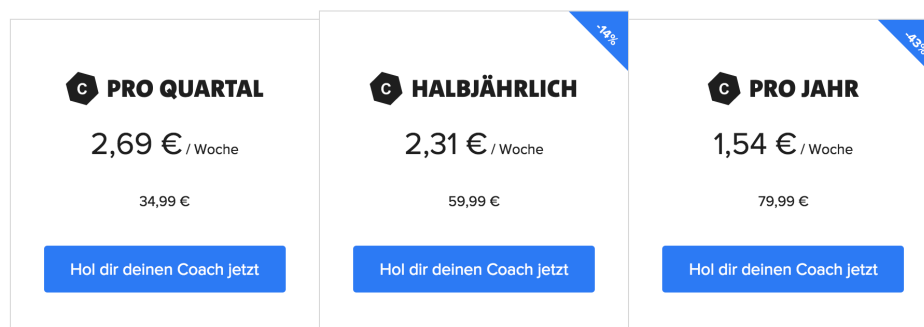 C PRO QUARTAL
2,69 € / Woche
34,99 €
Hol dir deinen Coach jetzt
-14%
C HALBJÄHRLICH
2,31 € / Woche
59,99 €
Hol dir deinen Coach jetzt
-43%
C PRO JAHR
1,54 € / Woche
79,99 €
Hol dir deinen Coach jetzt